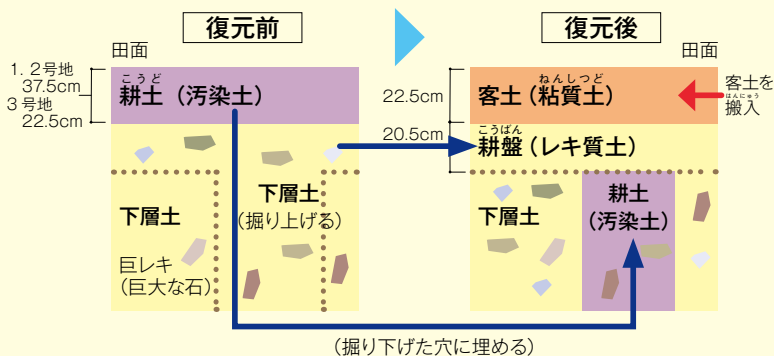 復元前
復元後
田面
田面
1.2号地
37.5cm
3号地
22.5cm
こうど
耕土(汚染土)
下層土
下層土
(掘り上げる)
巨レキ
(巨大な石)
22.5cm
20.5cm
ねんしつど
客土(粘質土)
客土を
はんにゅう
搬入
こうばん
耕盤(レキ質土)
下層土
耕土
(汚染土)
(掘り下げた穴に埋める)